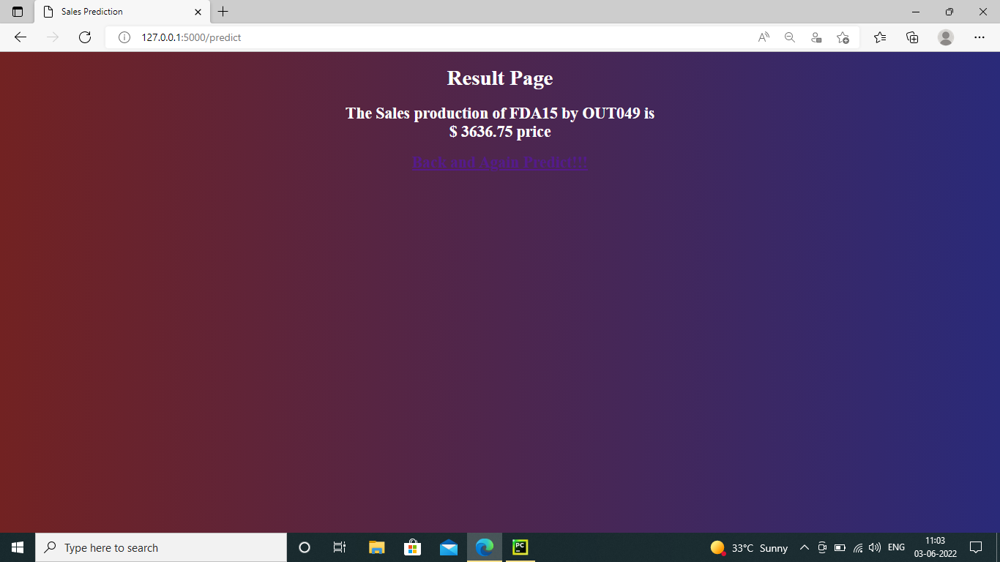 Sales Prediction
127.0.0.1:5000/predict
Result Page
The Sales production of FDA15 by OUT049 is
$ 3636.75 price
Back and Again Predict!!!
Type here to search
PC
33°C Sunny
ENG
11:03
03-06-2022